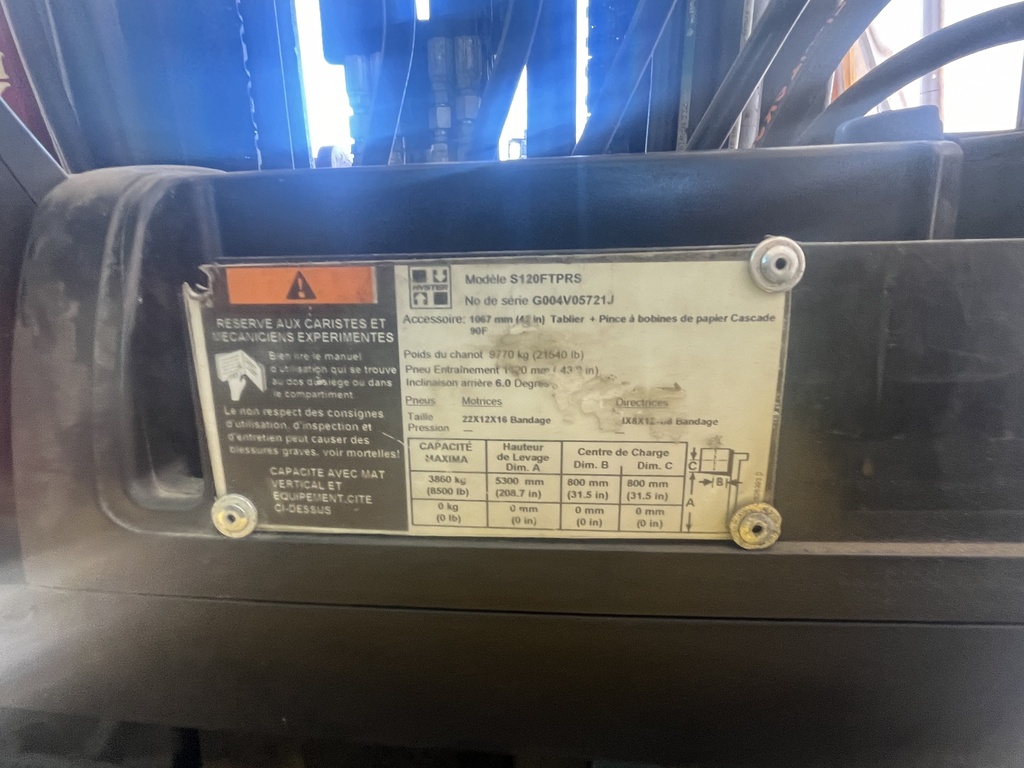 RESERVE AUX CARISTES ET
MECANICIENS EXPERIMENTES
Bien lire le manuel
d'utilisation qui se trouve
au dos du siège ou dans
le compartiment.
Le non respect des consignes
d'utilisation, d'inspection et
d'entretien peut causer des
blessures graves, voir mortelles!
CAPACITE AVEC MAT
VERTICAL ET
EQUIPEMENT CITE
CI-DESSUS
HYSTER
Modèle S120FTPRS
No de série G004V05721J
Accessoire: 1067 mm (42 in) Tablier + Pince à bobines de papier Cascade
90F
Poids du chariot 9770 kg (21540 lb)
Pneu Entraînement mm in)
Inclinaison arrière 6.0 Degres
Pneus Motrices Directrices
Taille 22X12X16 Bandage Bandage
Pression — —
CAPACITÉ MAXIMA Hauteur de Levage Dim. A Centre de Charge Dim. B Dim. C
3860 kg (8500 lb) 5300 mm (208.7 in) 800 mm (31.5 in) 800 mm (31.5 in)
0 kg (0 lb) 0 mm (0 in) 0 mm (0 in) 0 mm (0 in)
C
B
A